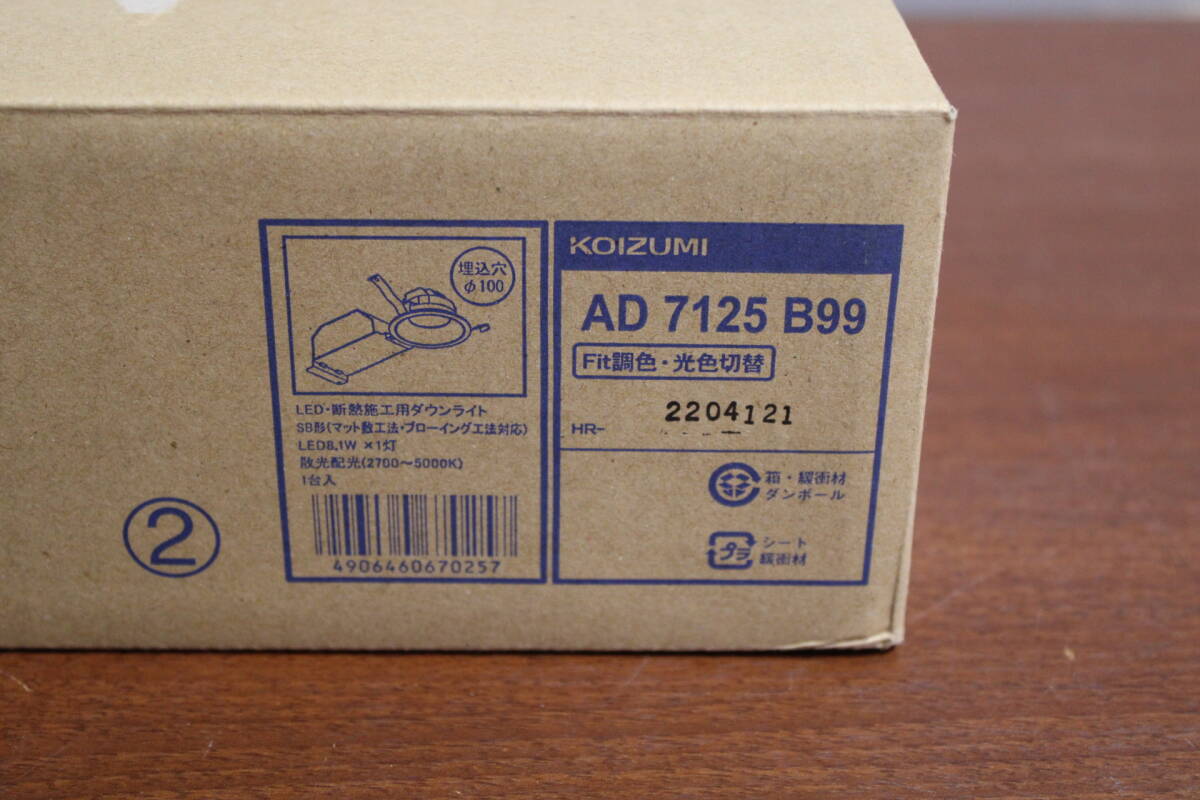 埋込穴
φ100
LED・断熱施工用ダウンライト
SB形(マット敷工法・ブローイング工法対応)
LED8.1W ×1灯
散光配光(2700～5000K)
1台入
4906460670257
②
KOIZUMI
AD 7125 B99
Fit調色・光色切替
HR-
2204121
箱・緩衝材
ダンボール
プラ
シート
緩衝材